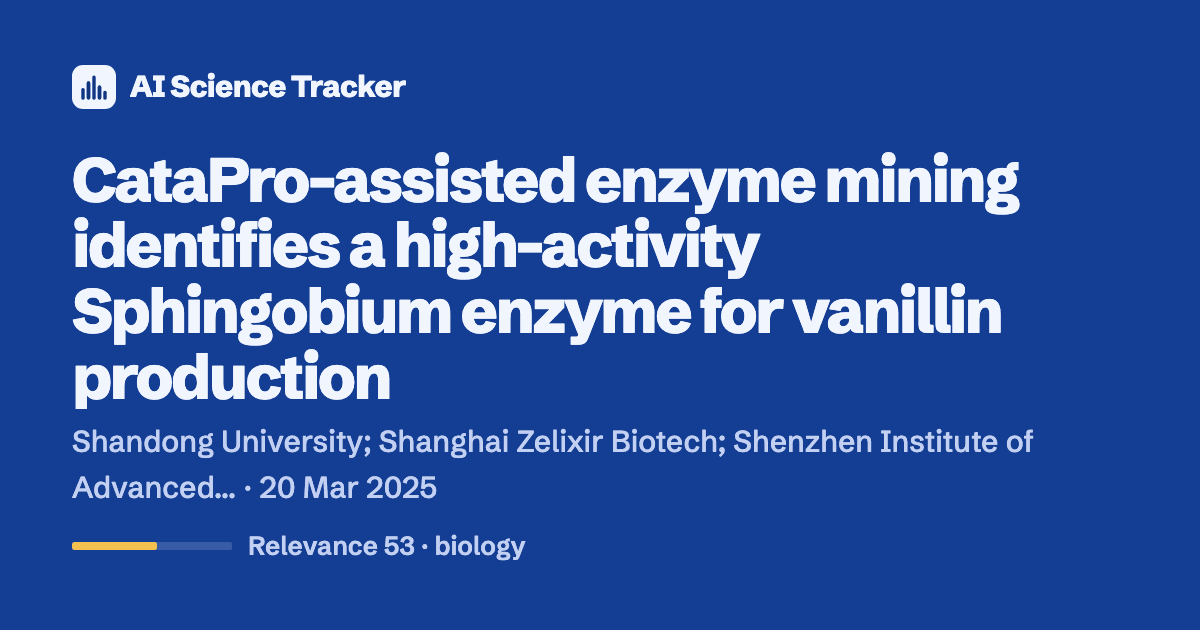 AI Science Tracker
CataPro-assisted enzyme mining
identifies a high-activity
Sphingobium enzyme for vanillin
production
Shandong University; Shanghai Zelixir Biotech; Shenzhen Institute of
Advanced... · 20 Mar 2025
Relevance 53 · biology